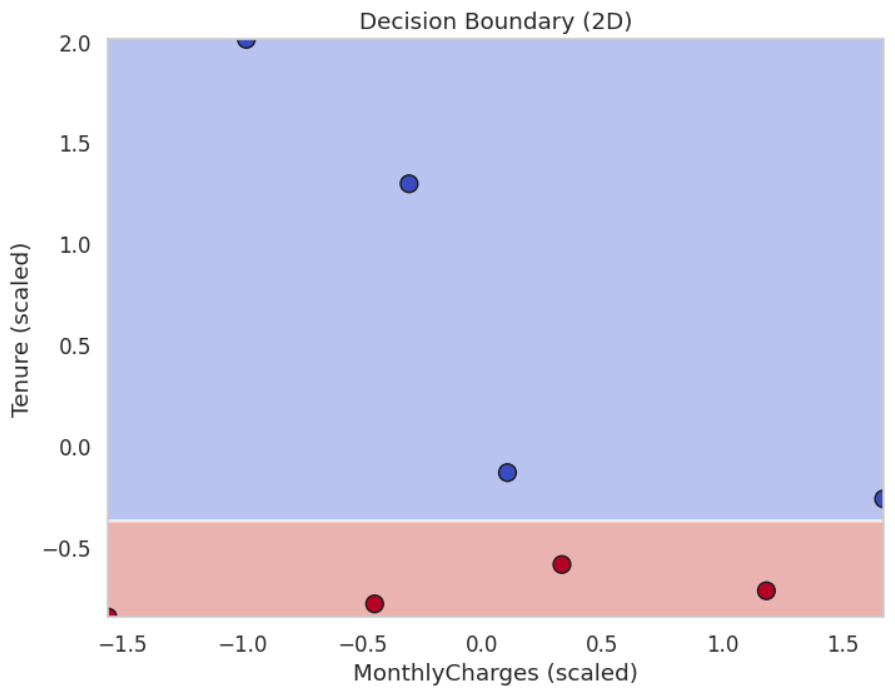 Decision Boundary (2D)
2.0
1.5
1.0
0.5
0.0
−0.5
Tenure (scaled)
−1.5 −1.0 −0.5 0.0 0.5 1.0 1.5
MonthlyCharges (scaled)